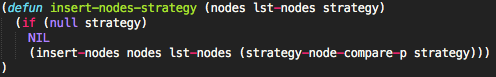 (defun insert-nodes-strategy (nodes lst-nodes strategy)
  (if (null strategy)
    NIL
    (insert-nodes nodes lst-nodes (strategy-node-compare-p strategy)))
)